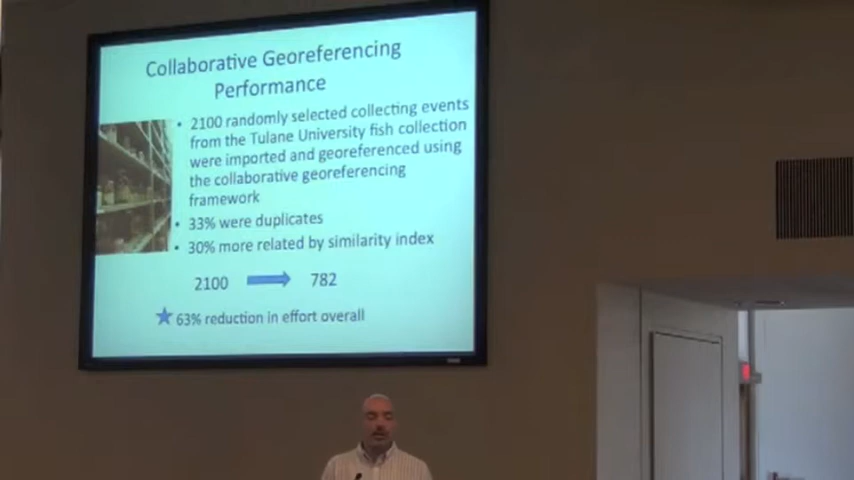 Collaborative Georeferencing
Performance
• 2100 randomly selected collecting events
from the Tulane University fish collection
were imported and georeferenced using
the collaborative georeferencing
framework
• 33% were duplicates
• 30% more related by similarity index
2100 782
63% reduction in effort overall